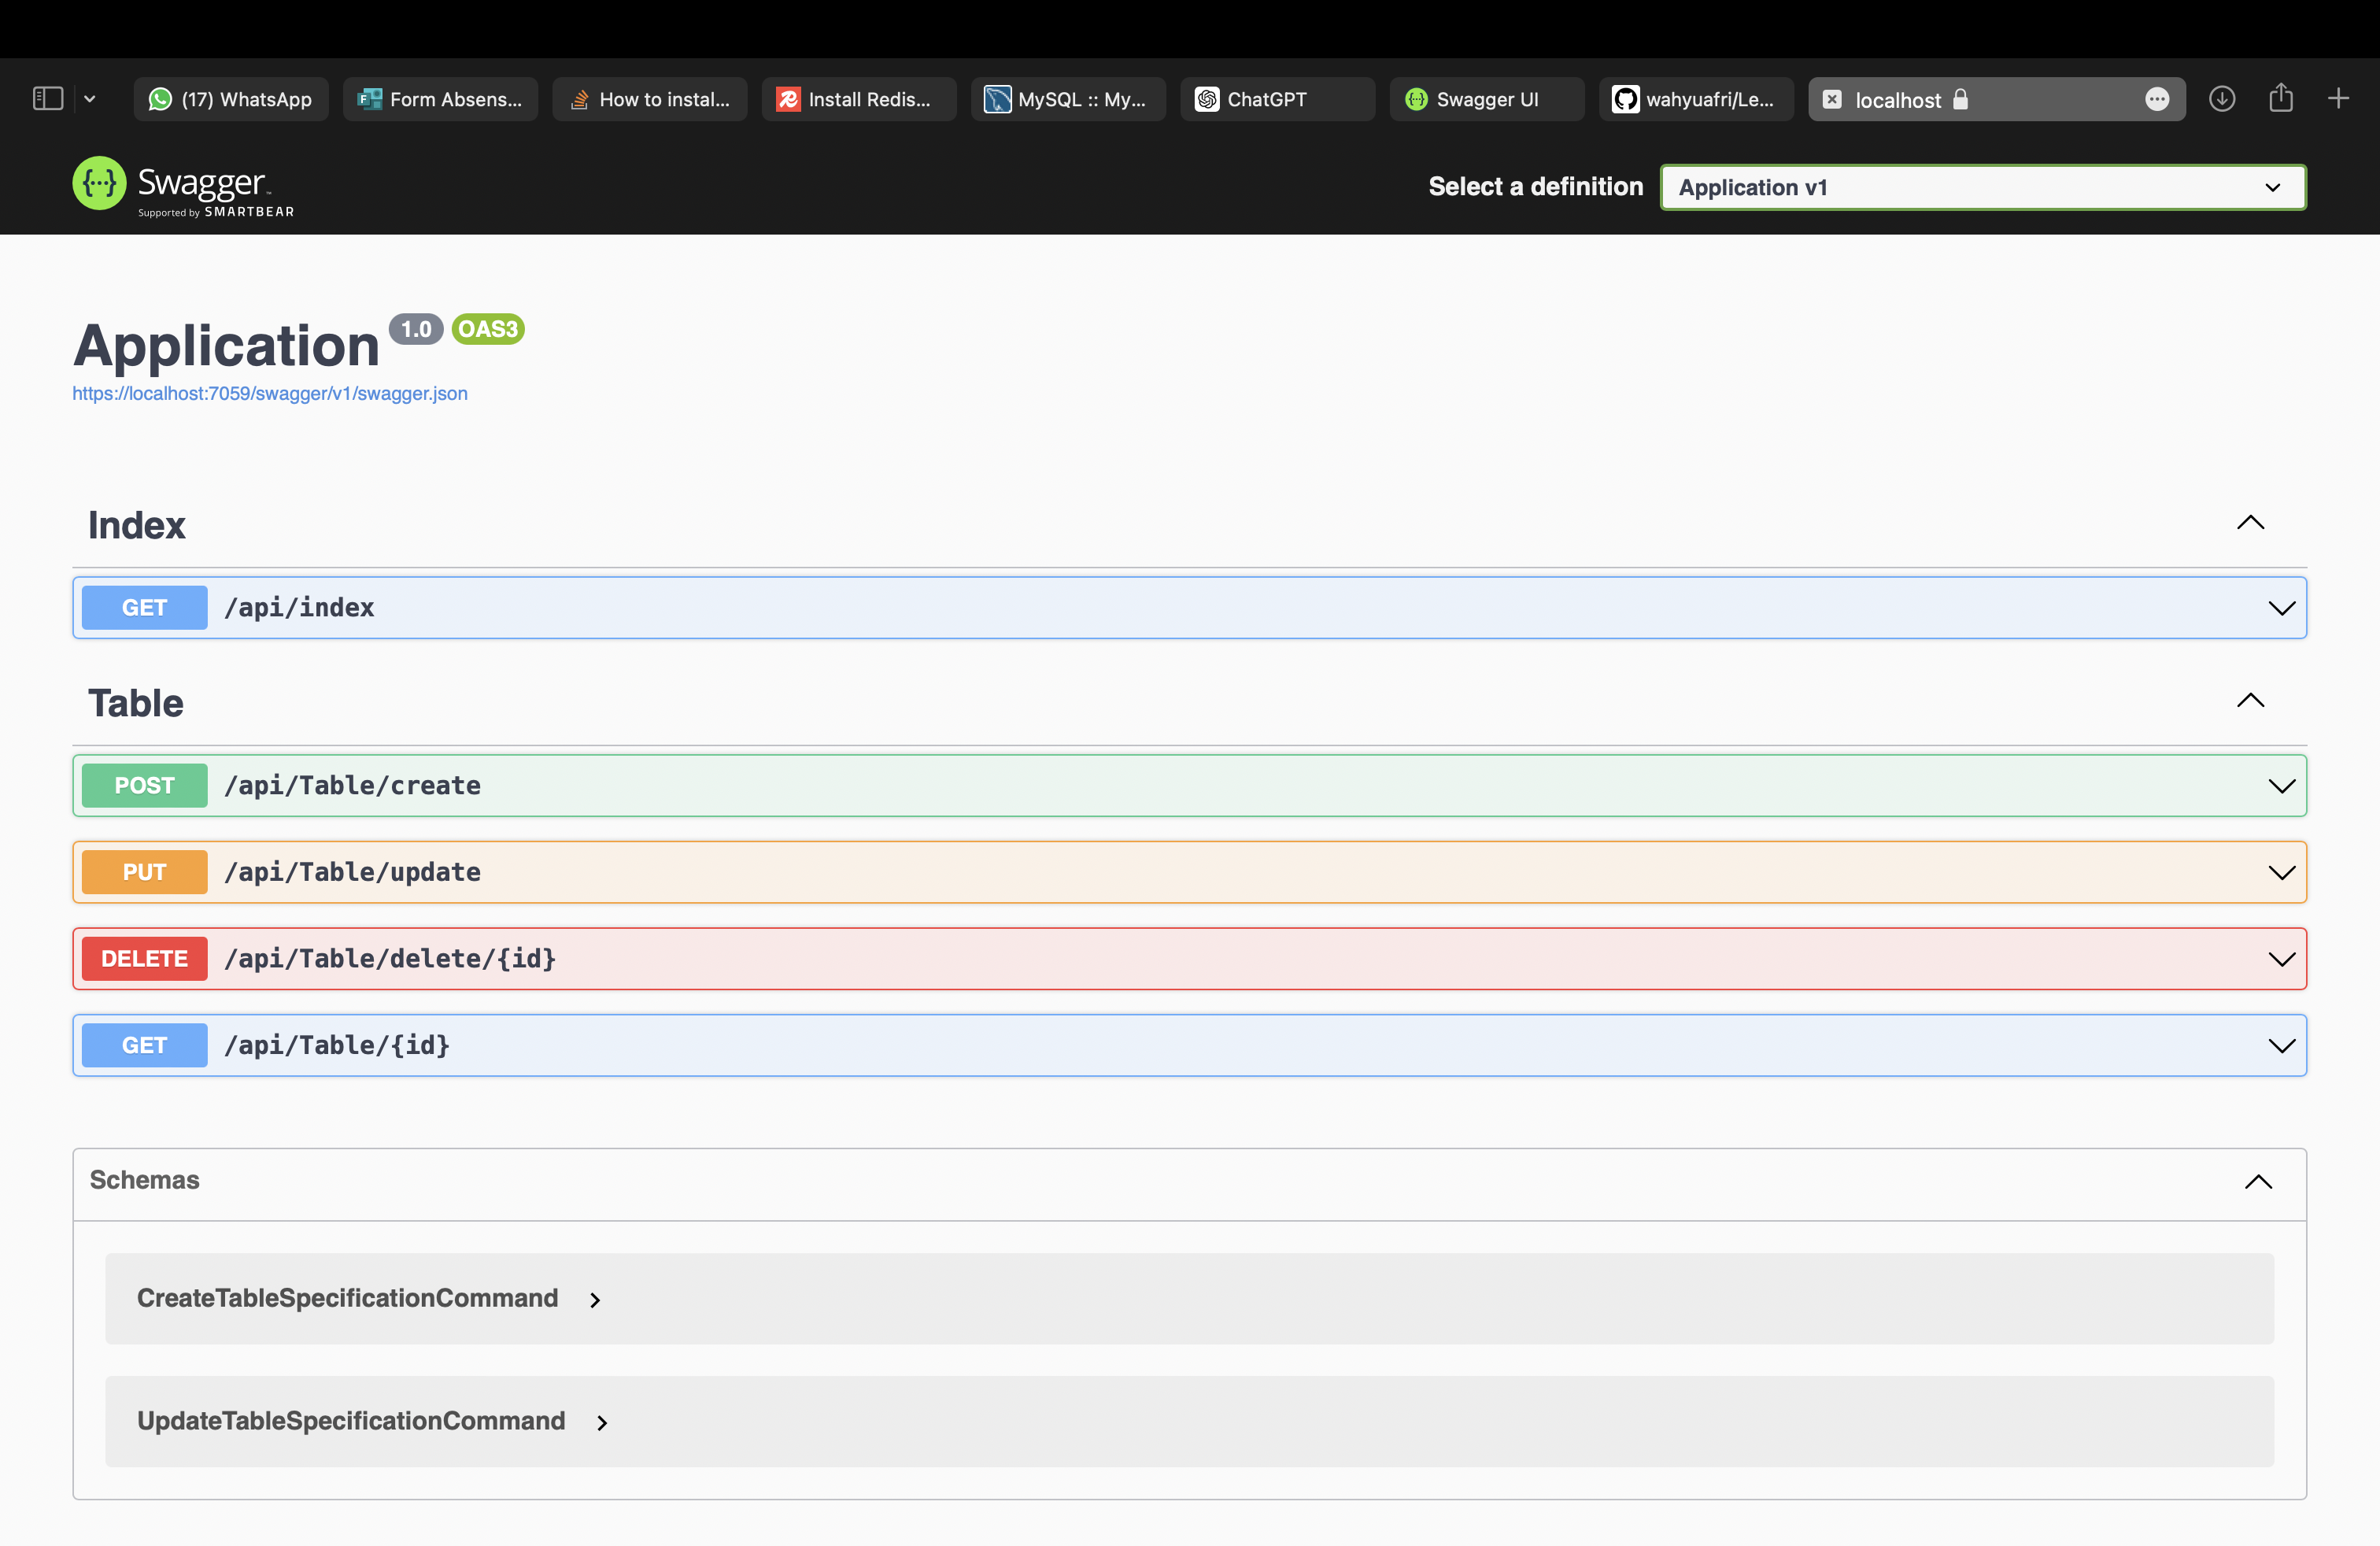 (17) WhatsApp
Form Absens...
How to instal...
Install Redis...
MySQL :: My...
ChatGPT
Swagger UI
wahyuafri/Le...
localhost
Swagger
Supported by SMARTBEAR
Select a definition
Application v1
Application 1.0 OAS3
https://localhost:7059/swagger/v1/swagger.json
Index
GET /api/index
Table
POST /api/Table/create
PUT /api/Table/update
DELETE /api/Table/delete/{id}
GET /api/Table/{id}
Schemas
CreateTableSpecificationCommand
UpdateTableSpecificationCommand